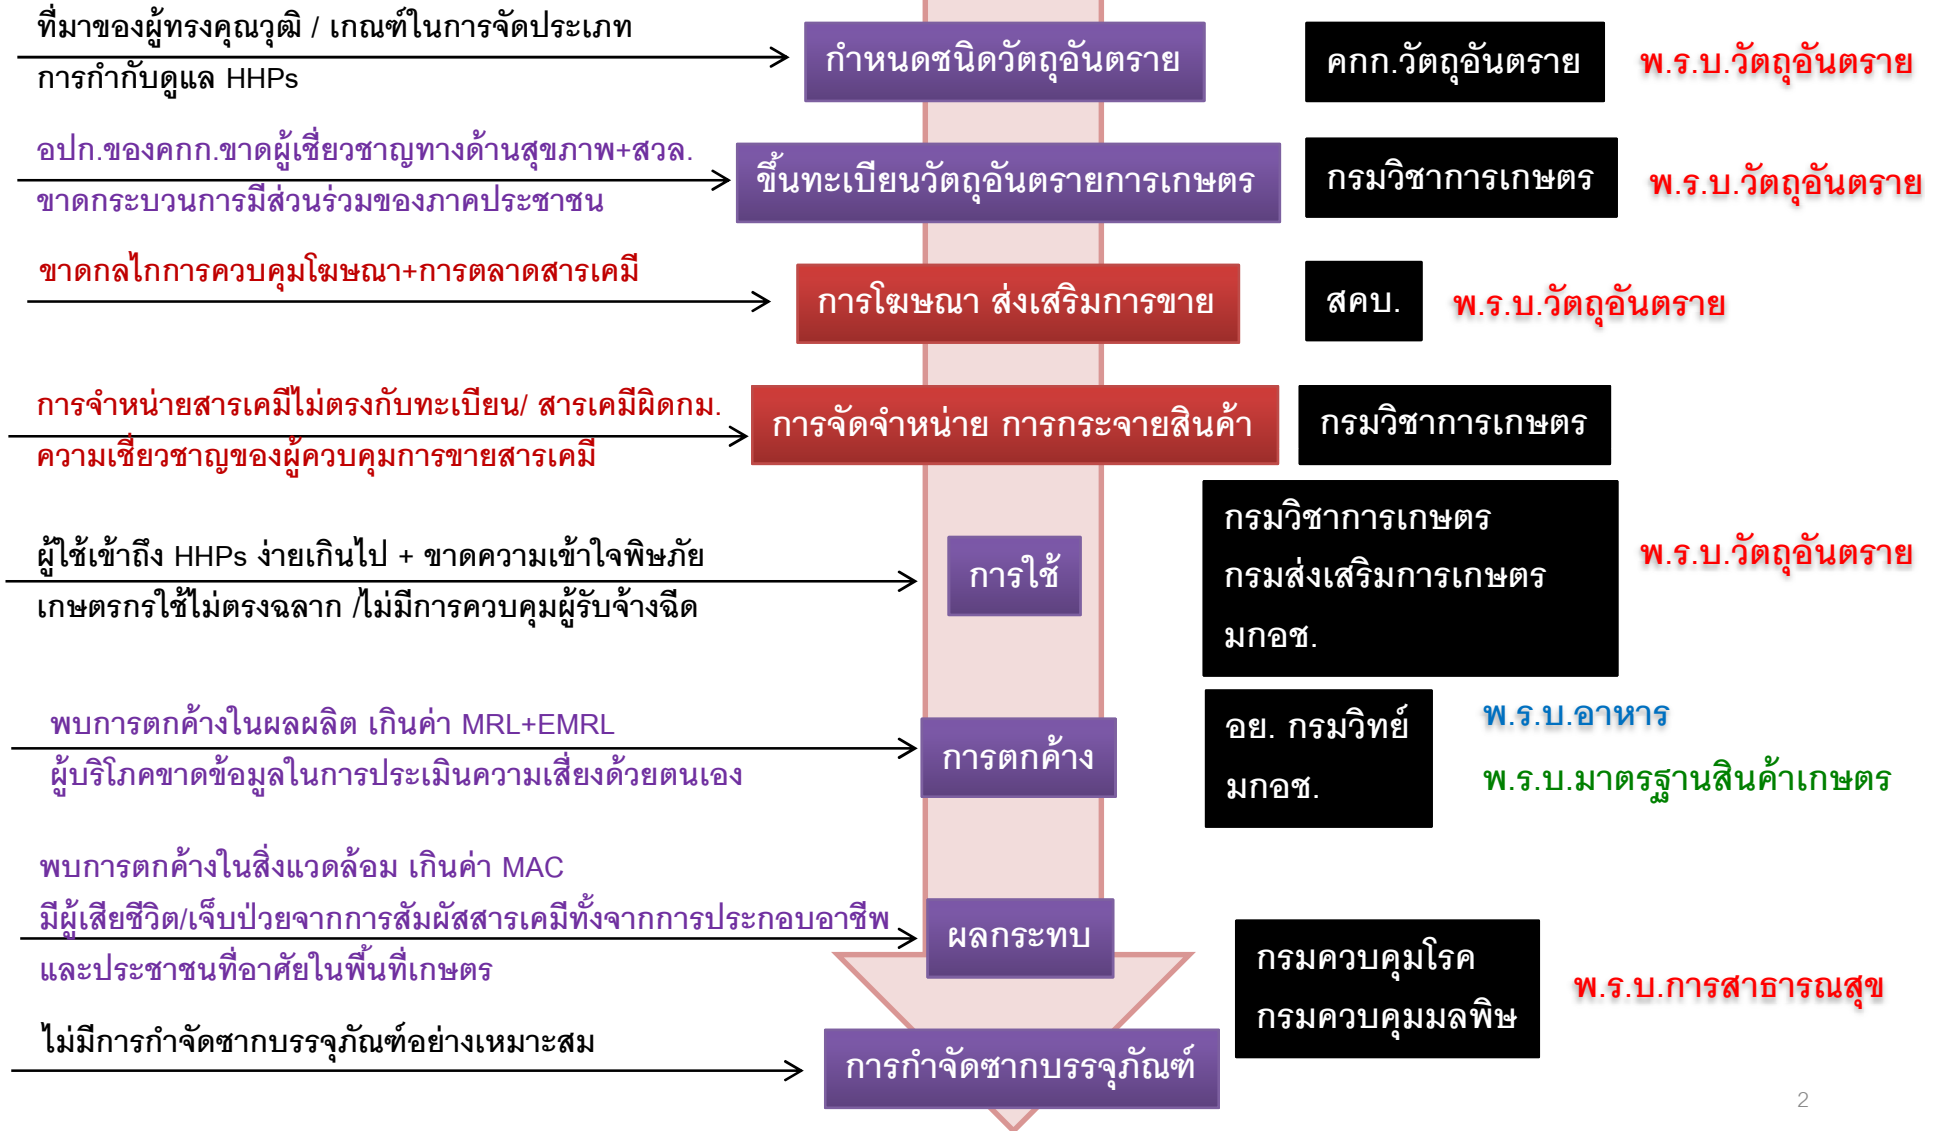 ที่มาของผู้ทรงคุณวุฒิ / เกณฑ์ในการจัดประเภท
การกำกับดูแล HHPs
กำหนดชนิดวัตถุอันตราย
คกก.วัตถุอันตราย
พ.ร.บ.วัตถุอันตราย
อปก.ของคกก.ขาดผู้เชี่ยวชาญทางด้านสุขภาพ+สวล.
ขาดกระบวนการมีส่วนร่วมของภาคประชาชน
ขึ้นทะเบียนวัตถุอันตรายการเกษตร
กรมวิชาการเกษตร
พ.ร.บ.วัตถุอันตราย
ขาดกลไกการควบคุมโฆษณา+การตลาดสารเคมี
การโฆษณา ส่งเสริมการขาย
สคบ.
พ.ร.บ.วัตถุอันตราย
การจำหน่ายสารเคมีไม่ตรงกับทะเบียน/ สารเคมีผิดกม.
ความเชี่ยวชาญของผู้ควบคุมการขายสารเคมี
การจัดจำหน่าย การกระจายสินค้า
กรมวิชาการเกษตร
ผู้ใช้เข้าถึง HHPs ง่ายเกินไป + ขาดความเข้าใจพิษภัย
เกษตรกรใช้ไม่ตรงฉลาก /ไม่มีการควบคุมผู้รับจ้างฉีด
การใช้
กรมวิชาการเกษตร
กรมส่งเสริมการเกษตร
มกอช.
พ.ร.บ.วัตถุอันตราย
พบการตกค้างในผลผลิต เกินค่า MRL+EMRL
ผู้บริโภคขาดข้อมูลในการประเมินความเสี่ยงด้วยตนเอง
การตกค้าง
อย. กรมวิทย์
มกอช.
พ.ร.บ.อาหาร
พ.ร.บ.มาตรฐานสินค้าเกษตร
พบการตกค้างในสิ่งแวดล้อม เกินค่า MAC
มีผู้เสียชีวิต/เจ็บป่วยจากการสัมผัสสารเคมีทั้งจากการประกอบอาชีพ
และประชาชนที่อาศัยในพื้นที่เกษตร
ผลกระทบ
กรมควบคุมโรค
กรมควบคุมมลพิษ
พ.ร.บ.การสาธารณสุข
ไม่มีการกำจัดซากบรรจุภัณฑ์อย่างเหมาะสม
การกำจัดซากบรรจุภัณฑ์
2